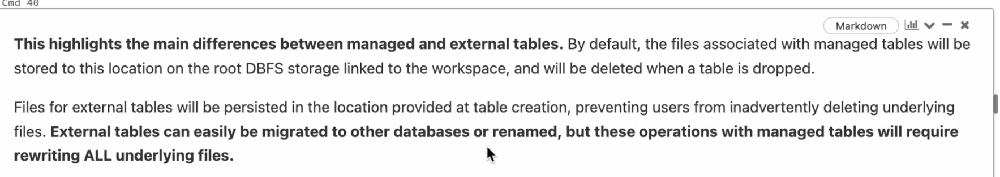 Cmd 40
Markdown
This highlights the main differences between managed and external tables. By default, the files associated with managed tables will be
stored to this location on the root DBFS storage linked to the workspace, and will be deleted when a table is dropped.
Files for external tables will be persisted in the location provided at table creation, preventing users from inadvertently deleting underlying
files. External tables can easily be migrated to other databases or renamed, but these operations with managed tables will require
rewriting ALL underlying files.